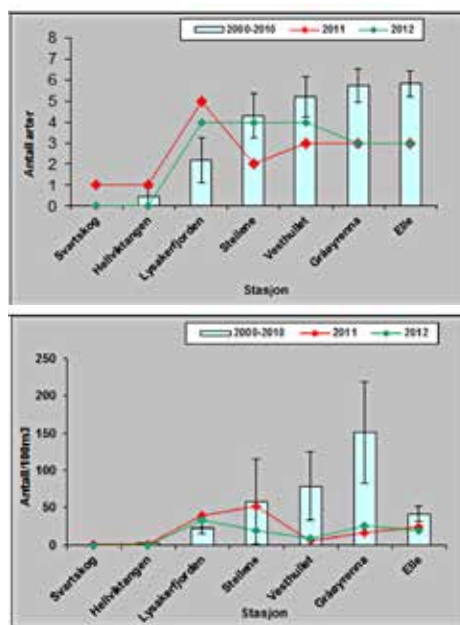 2000-2010 2011 2012
8
7
6
5
4
3
2
1
0
Antall arter
Svartskog Hellviktangen Lysakerfjorden Steilene Vesthullet Gråøyrenna Elle
Stasjon
2000-2010 2011 2012
250
200
150
100
50
0
Antall/100m3
Svartskog Hellviktangen Lysakerfjorden Steilene Vesthullet Gråøyrenna Elle
Stasjon